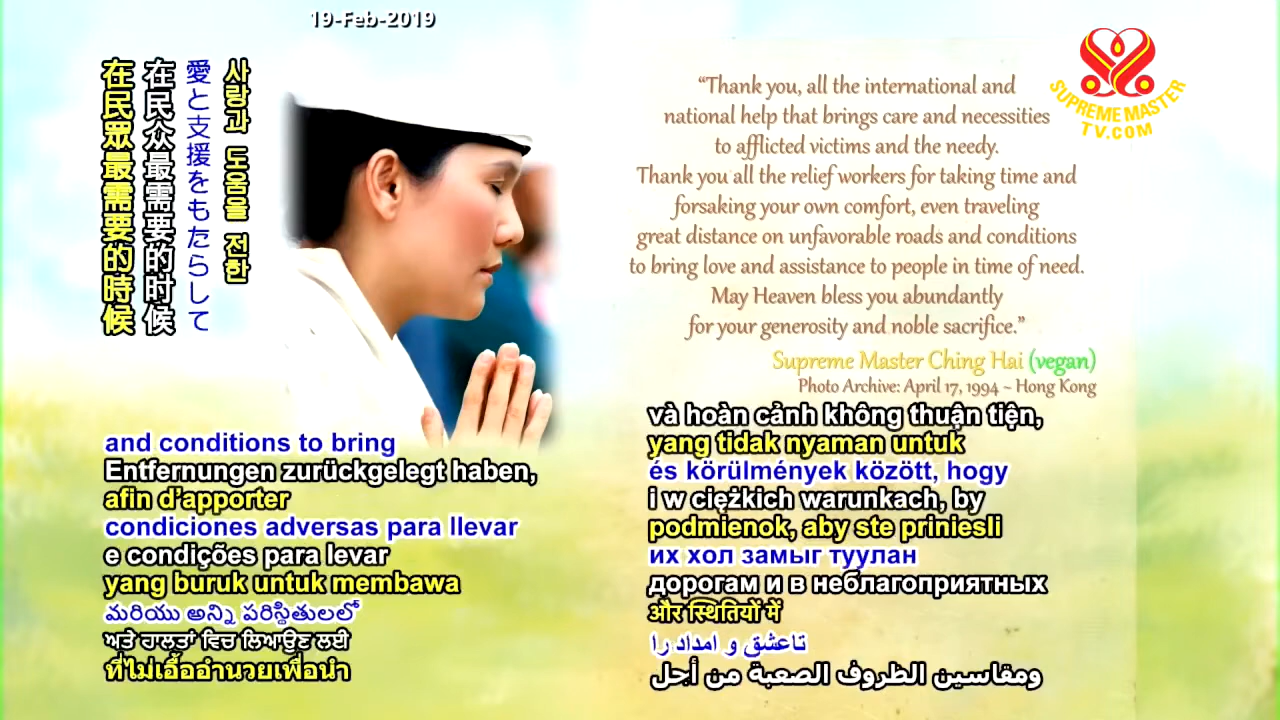 19-Feb-2019
在民眾最需要的時候
在民众最需要的时候
愛と支援をもたらして
사랑과 도움을 전한
“Thank you, all the international and
national help that brings care and necessities
to afflicted victims and the needy.
Thank you all the relief workers for taking time and
forsaking your own comfort, even traveling
great distance on unfavorable roads and conditions
to bring love and assistance to people in time of need.
May Heaven bless you abundantly
for your generosity and noble sacrifice.”
Supreme Master Ching Hai (vegan)
Photo Archive: April 17, 1994 ~ Hong Kong
SUPREME MASTER
TV.COM
and conditions to bring
Entfernungen zurückgelegt haben,
afin d’apporter
condiciones adversas para llevar
e condições para levar
yang buruk untuk membawa
మరియు అన్ని పరిస్థితులలో
ਅਤੇ ਹਾਲਤਾਂ ਵਿਚ ਲਿਆਉਣ ਲਈ
ที่ไม่เอื้ออำนวยเพื่อนำ
và hoàn cảnh không thuận tiện,
yang tidak nyaman untuk
és körülmények között, hogy
i w ciężkich warunkach, by
podmienok, aby ste priniesli
их хол замыг туулан
дорогам и в неблагоприятных
और स्थितियों में
تاعشق و امداد را
ومقاسين الظروف الصعبة من أجل